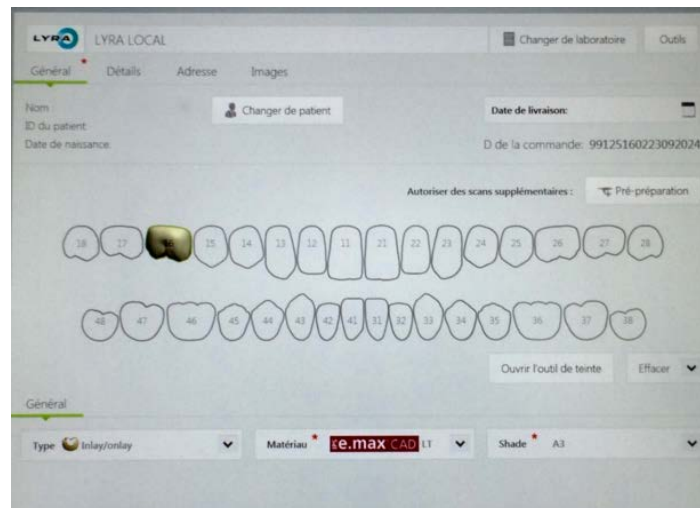 LYRA LYRA LOCAL Changer de laboratoire Outils
Général * Détails Adresse Images
Nom Changer de patient Date de livraison:
ID du patient
Date de naissance D de la commande: 99125160223092024
Autoriser des scans supplémentaires : Pré-préparation
18 17 16 15 14 13 12 11 21 22 23 24 25 26 27 28
48 47 46 45 44 43 42 41 31 32 33 34 35 36 37 38
Ouvrir l'outil de teinte Effacer
Général
Type Inlay/onlay Matériau * e.max CAD LT Shade * A3